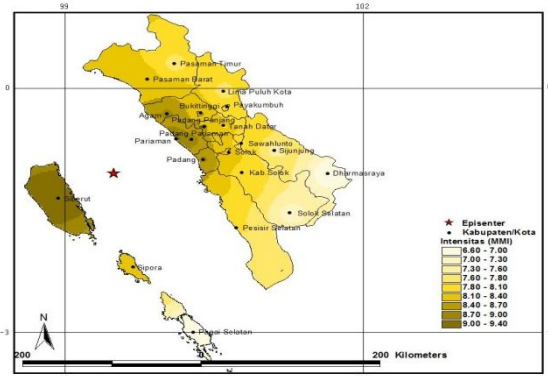 99 102
0
Pasaman Timur
Pasaman Barat
Lima Puluh Kota
Bukittinggi Payakumbuh
Agam
Padang Panjang
Tanah Datar
Padang Pariaman
Pariaman
Sawahlunto
Solok
Sijunjung
Padang
Kab Solok
Dharmasraya
Siberut
Solok Selatan
Pesisir Selatan
Sipora
-3
Pagai Selatan
Episenter
Kabupaten/Kota
Intensitas (MMI)
6.60 - 7.00
7.00 - 7.30
7.30 - 7.60
7.60 - 7.80
7.80 - 8.10
8.10 - 8.40
8.40 - 8.70
8.70 - 9.00
9.00 - 9.40
N
200 0 200 Kilometers